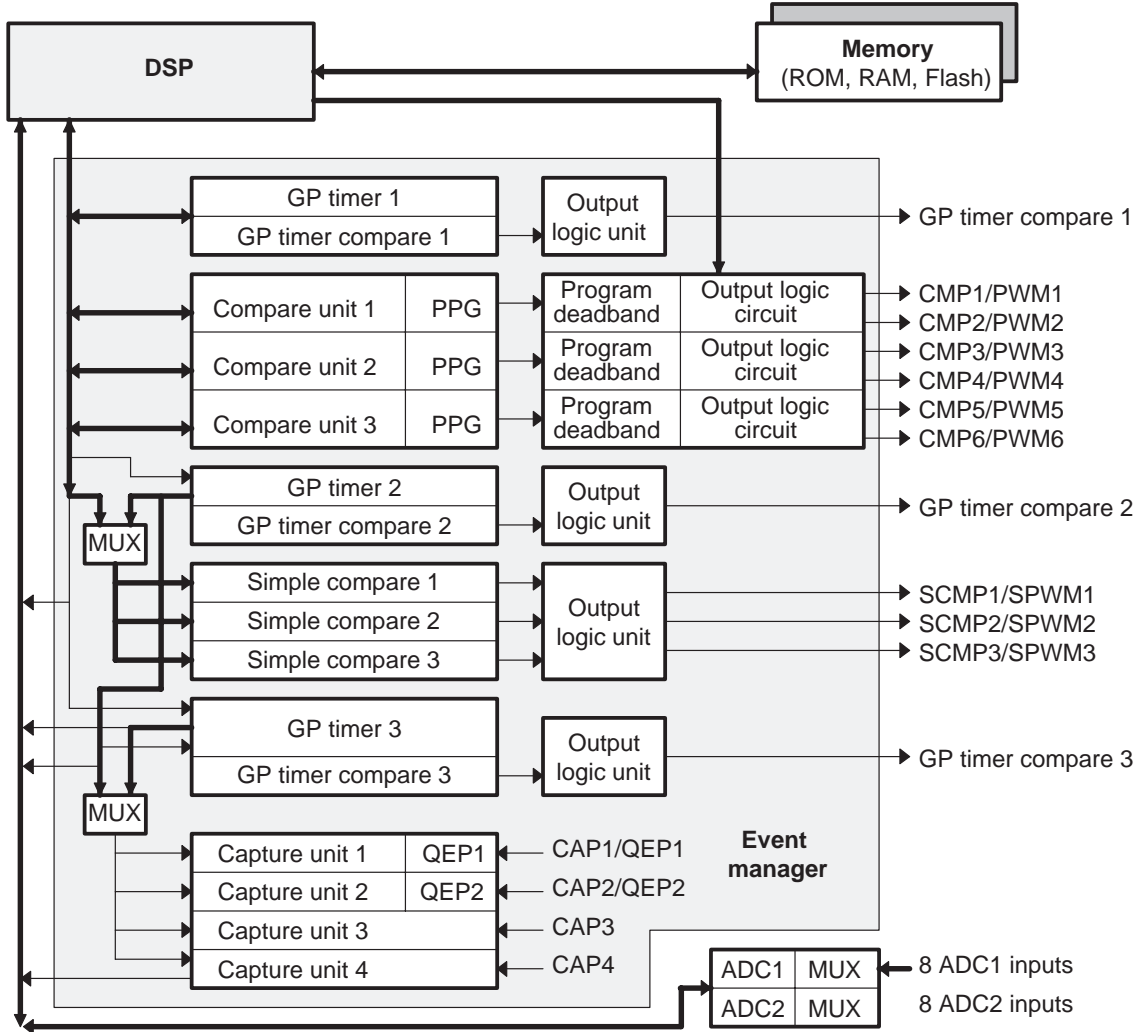 DSP
Memory
(ROM, RAM, Flash)
GP timer 1
GP timer compare 1
Output
logic unit
GP timer compare 1
Compare unit 1 PPG
Program
deadband
Output logic
circuit
CMP1/PWM1
CMP2/PWM2
Compare unit 2 PPG
Program
deadband
Output logic
circuit
CMP3/PWM3
CMP4/PWM4
Compare unit 3 PPG
Program
deadband
Output logic
circuit
CMP5/PWM5
CMP6/PWM6
GP timer 2
GP timer compare 2
Output
logic unit
GP timer compare 2
MUX
Simple compare 1
Simple compare 2
Simple compare 3
Output
logic unit
SCMP1/SPWM1
SCMP2/SPWM2
SCMP3/SPWM3
GP timer 3
GP timer compare 3
Output
logic unit
GP timer compare 3
MUX
Capture unit 1 QEP1 CAP1/QEP1
Capture unit 2 QEP2 CAP2/QEP2
Capture unit 3 CAP3
Capture unit 4 CAP4
Event
manager
ADC1 MUX 8 ADC1 inputs
ADC2 MUX 8 ADC2 inputs